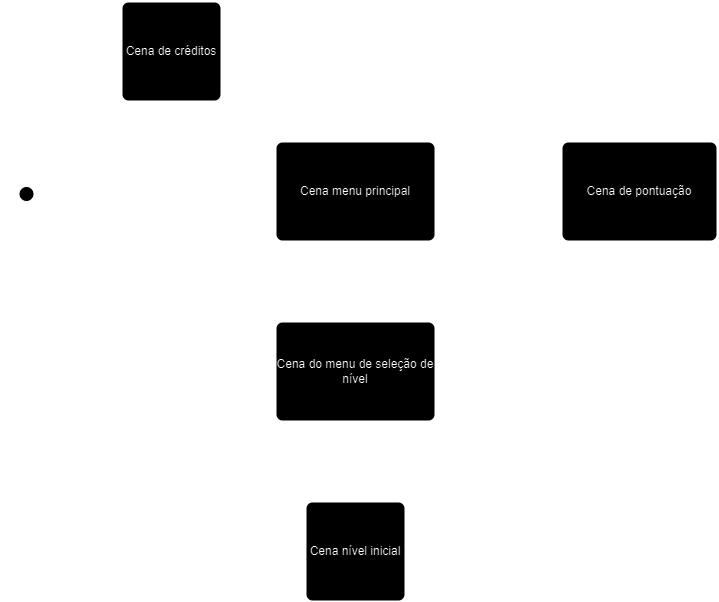 Cena de créditos
Cena menu principal
Cena de pontuação
Cena do menu de seleção de
nível
Cena nível inicial